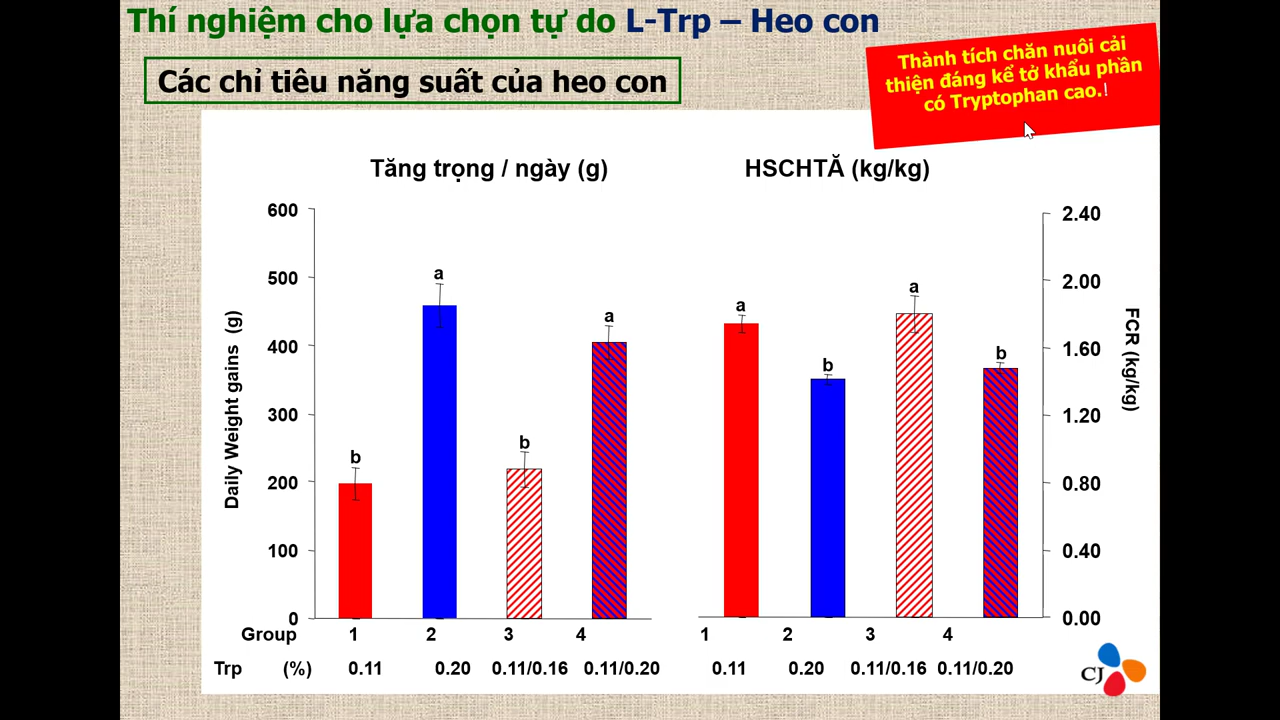 Thí nghiệm cho lựa chọn tự do L-Trp – Heo con
Các chỉ tiêu năng suất của heo con
Thành tích chăn nuôi cải
thiện đáng kể tở khẩu phần
có Tryptophan cao.!
Tăng trọng / ngày (g)
HSCHTĂ (kg/kg)
Daily Weight gains (g)
600
500
400
300
200
100
0
b
a
b
a
a
b
a
b
2.40
2.00
1.60
1.20
0.80
0.40
0.00
FCR (kg/kg)
Group 1 2 3 4 1 2 3 4
Trp (%) 0.11 0.20 0.11/0.16 0.11/0.20 0.11 0.20 0.11/0.16 0.11/0.20
CJ